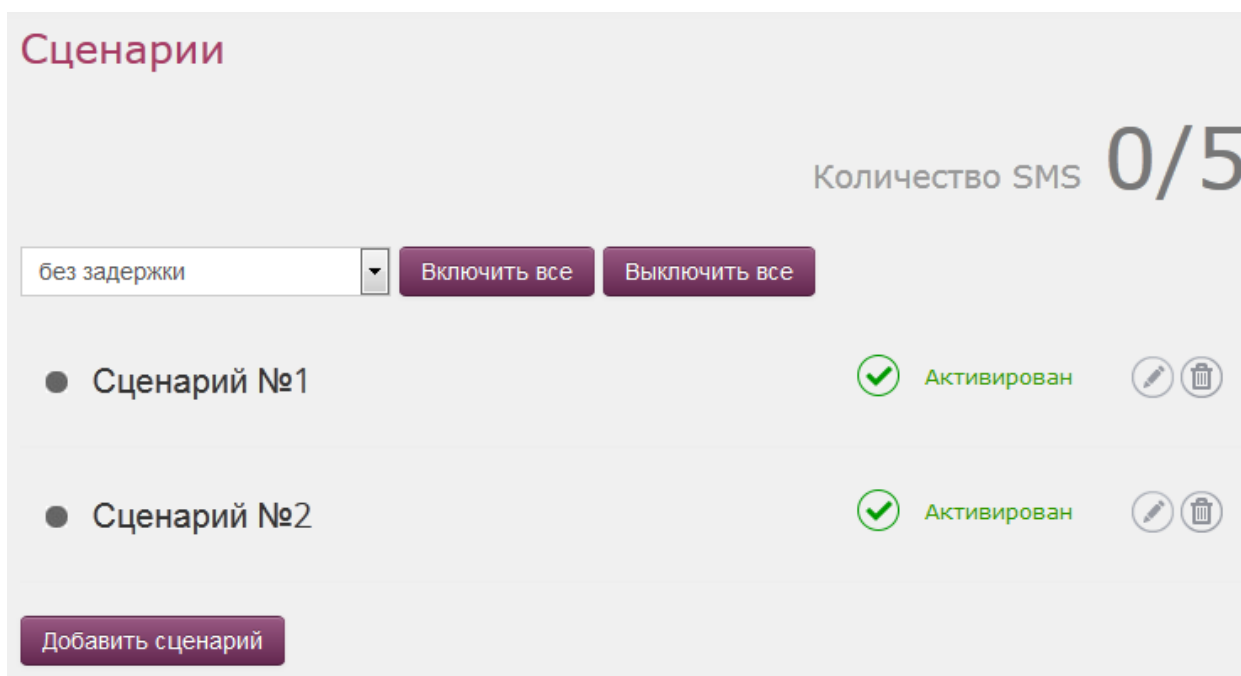 Сценарии
Количество SMS 0/5
без задержки Включить все Выключить все
Сценарий №1 Активирован
Сценарий №2 Активирован
Добавить сценарий